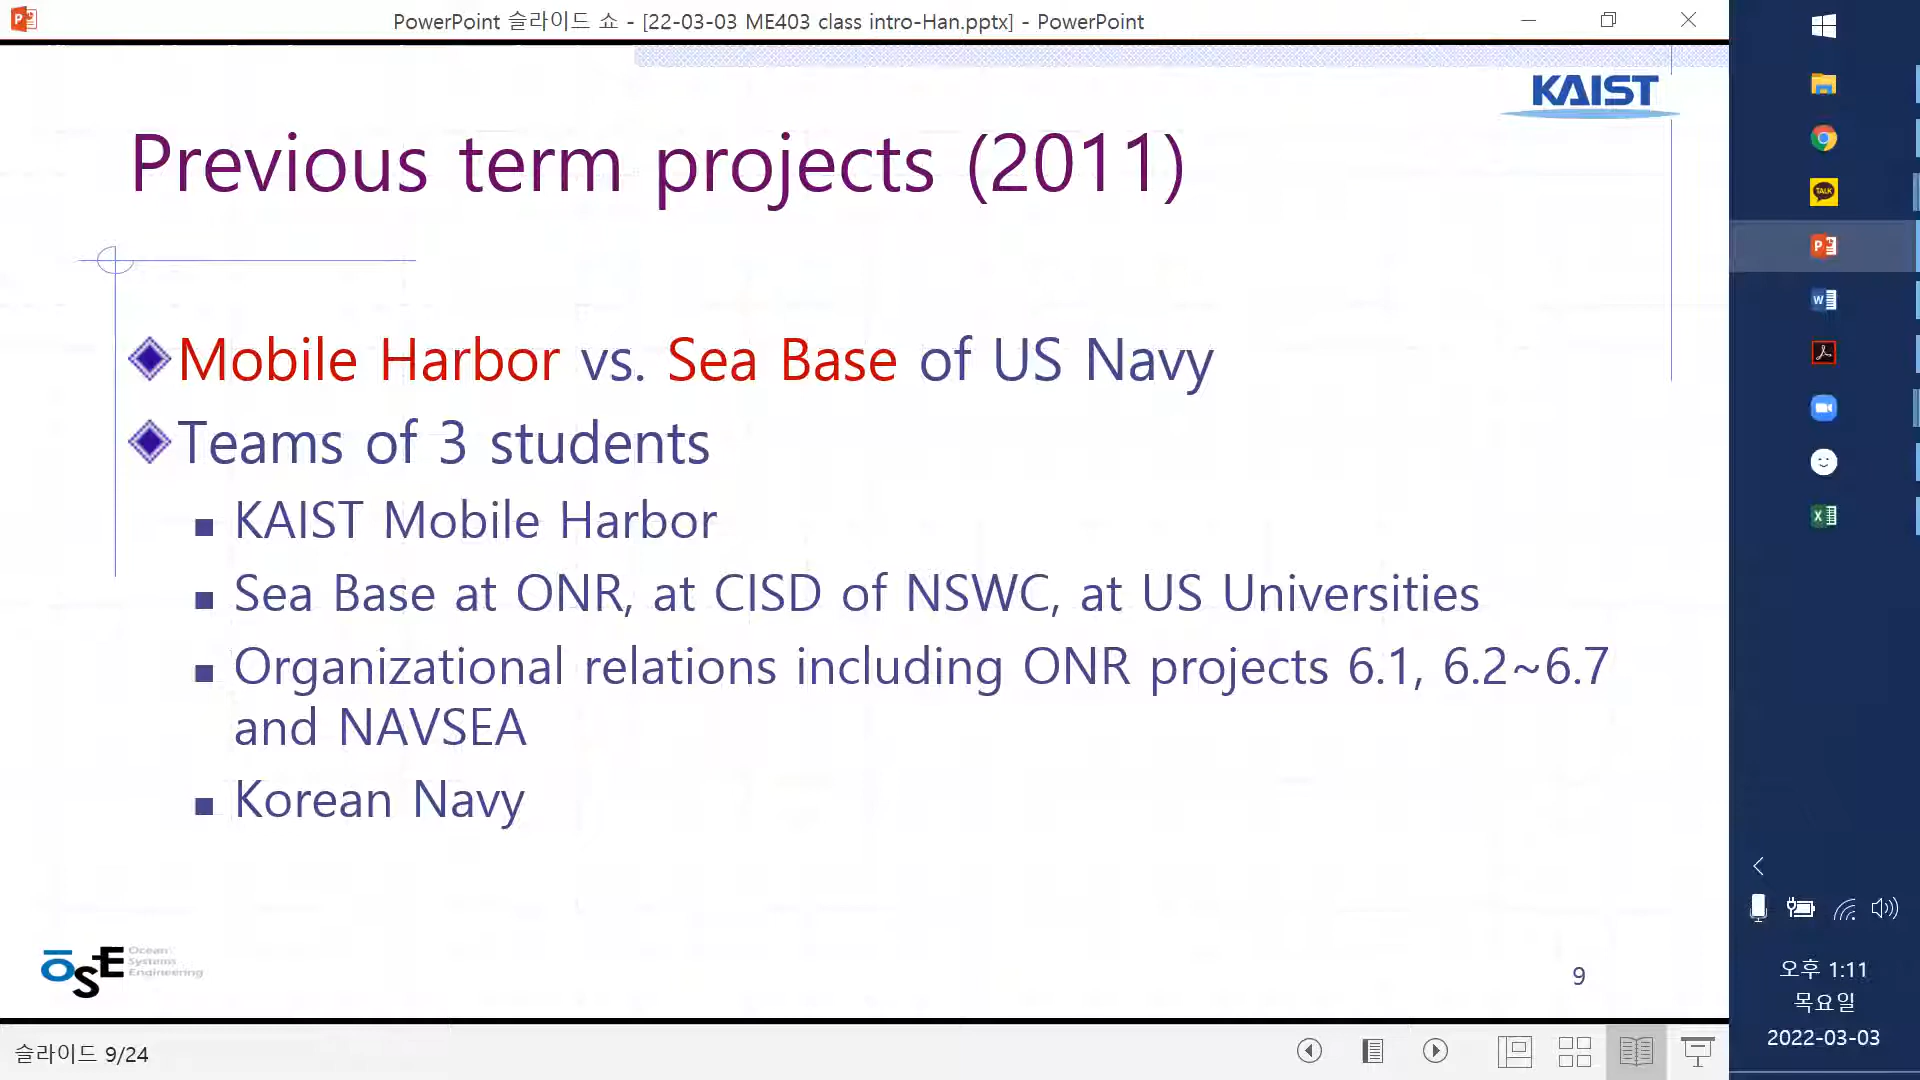 PowerPoint 슬라이드 쇼 - [22-03-03 ME403 class intro-Han.pptx] - PowerPoint
KAIST
Previous term projects (2011)
Mobile Harbor vs. Sea Base of US Navy
Teams of 3 students
KAIST Mobile Harbor
Sea Base at ONR, at CISD of NSWC, at US Universities
Organizational relations including ONR projects 6.1, 6.2~6.7
and NAVSEA
Korean Navy
OSE Ocean
Systems
Engineering
9
슬라이드 9/24
TALK
오후 1:11
목요일
2022-03-03